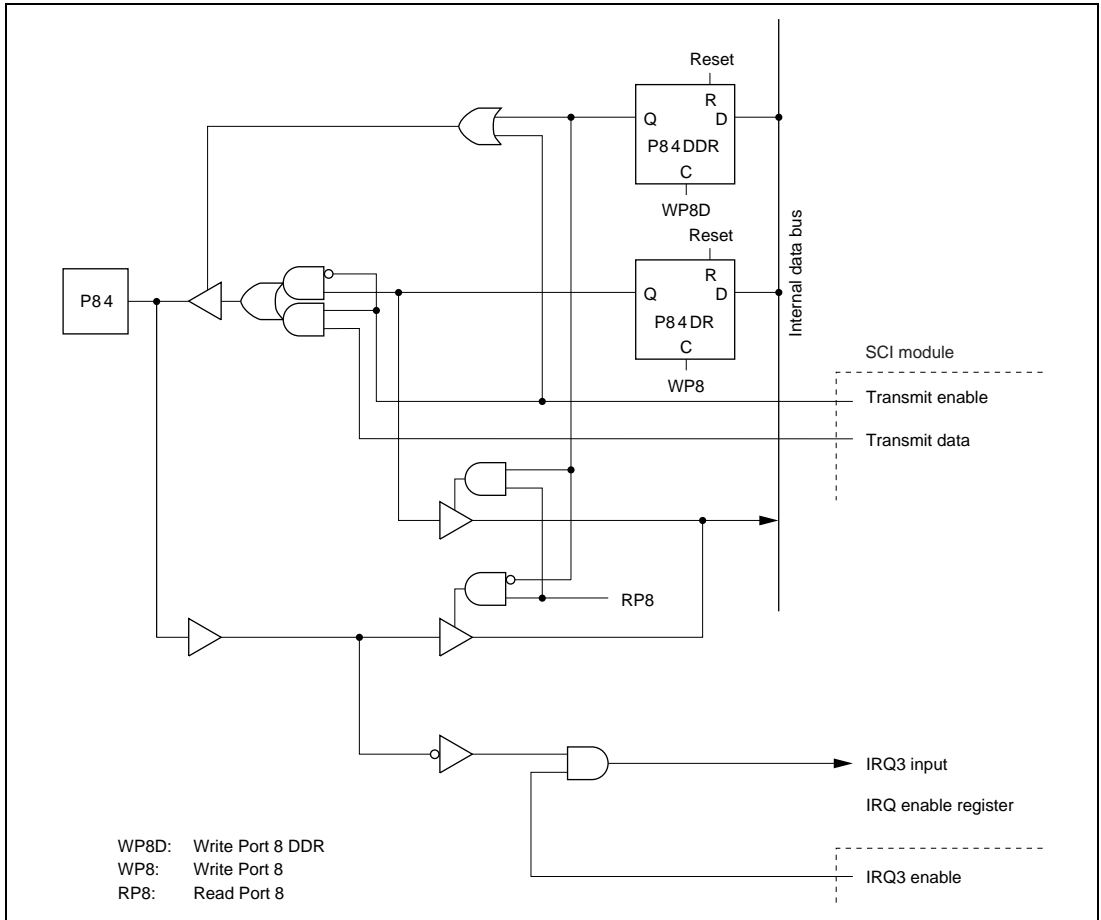 Reset
R
Q D
P84DDR
C
WP8D
Reset
R
Q D
P84DR
C
WP8
Internal data bus
P84
SCI module
Transmit enable
Transmit data
RP8
IRQ3 input
IRQ enable register
IRQ3 enable
WP8D: Write Port 8 DDR
WP8: Write Port 8
RP8: Read Port 8